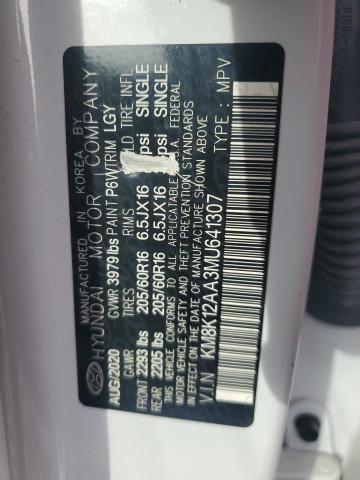 MANUFACTURED IN KOREA BY
HYUNDAI MOTOR COMPANY
AUG/2020 GVWR 3979 lbs PAINT P6W/TRIM LGY
GAWR TIRES RIMS LD TIRE INFL
FRONT 2293 lbs 205/60R16 6.5JX16 psi SINGLE
REAR 2205 lbs 205/60R16 6.5JX16 psi SINGLE
THIS VEHICLE CONFORMS TO ALL APPLICABLE FEDERAL
MOTOR VEHICLE SAFETY AND THEFT PREVENTION STANDARDS
IN EFFECT ON THE DATE OF MANUFACTURE SHOWN ABOVE
VIN : KM8K12AA3MU641307 TYPE : MPV